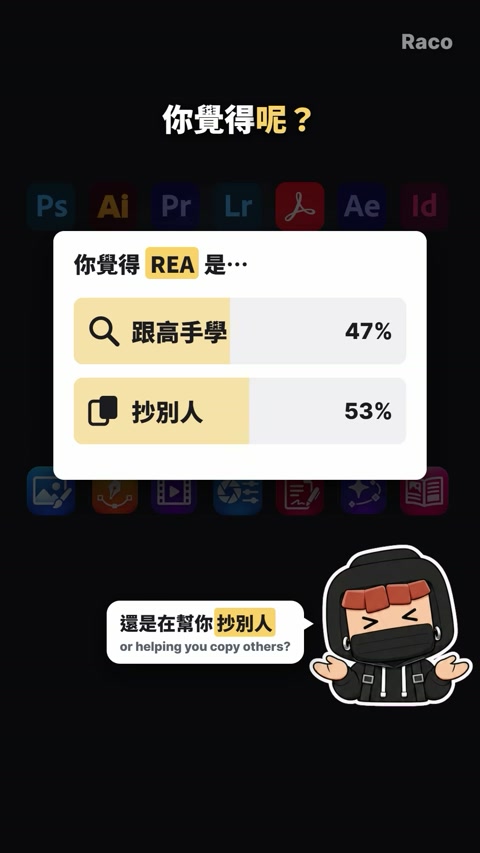 Raco
你覺得呢？
Ps Ai Pr Lr Ae Id
你覺得 REA 是⋯
跟高手學 47%
抄別人 53%
還是在幫你抄別人
or helping you copy others?